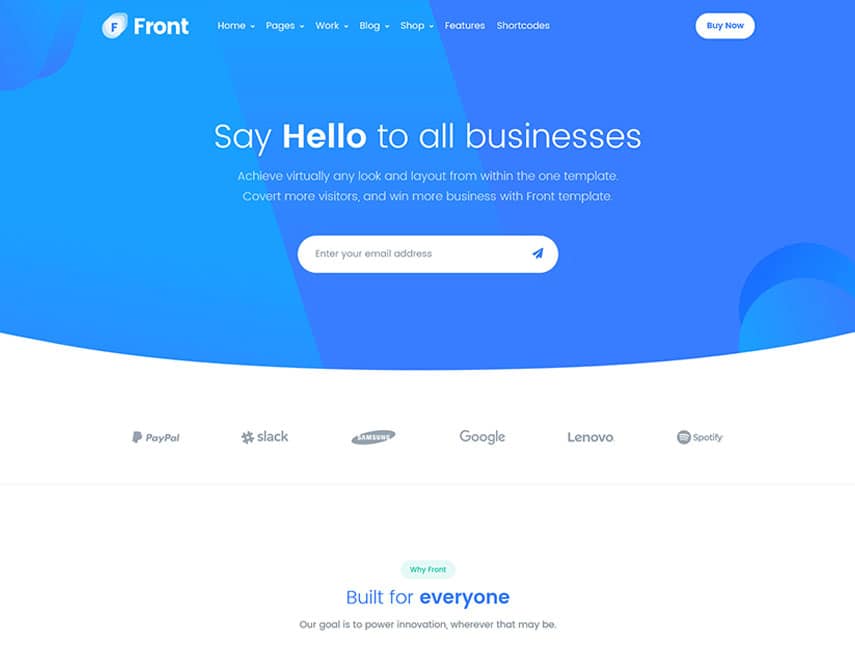 F Front Home Pages Work Blog Shop Features Shortcodes Buy Now
Say Hello to all businesses
Achieve virtually any look and layout from within the one template.
Covert more visitors, and win more business with Front template.
Enter your email address
PayPal slack SAMSUNG Google Lenovo Spotify
Why Front
Built for everyone
Our goal is to power innovation, wherever that may be.